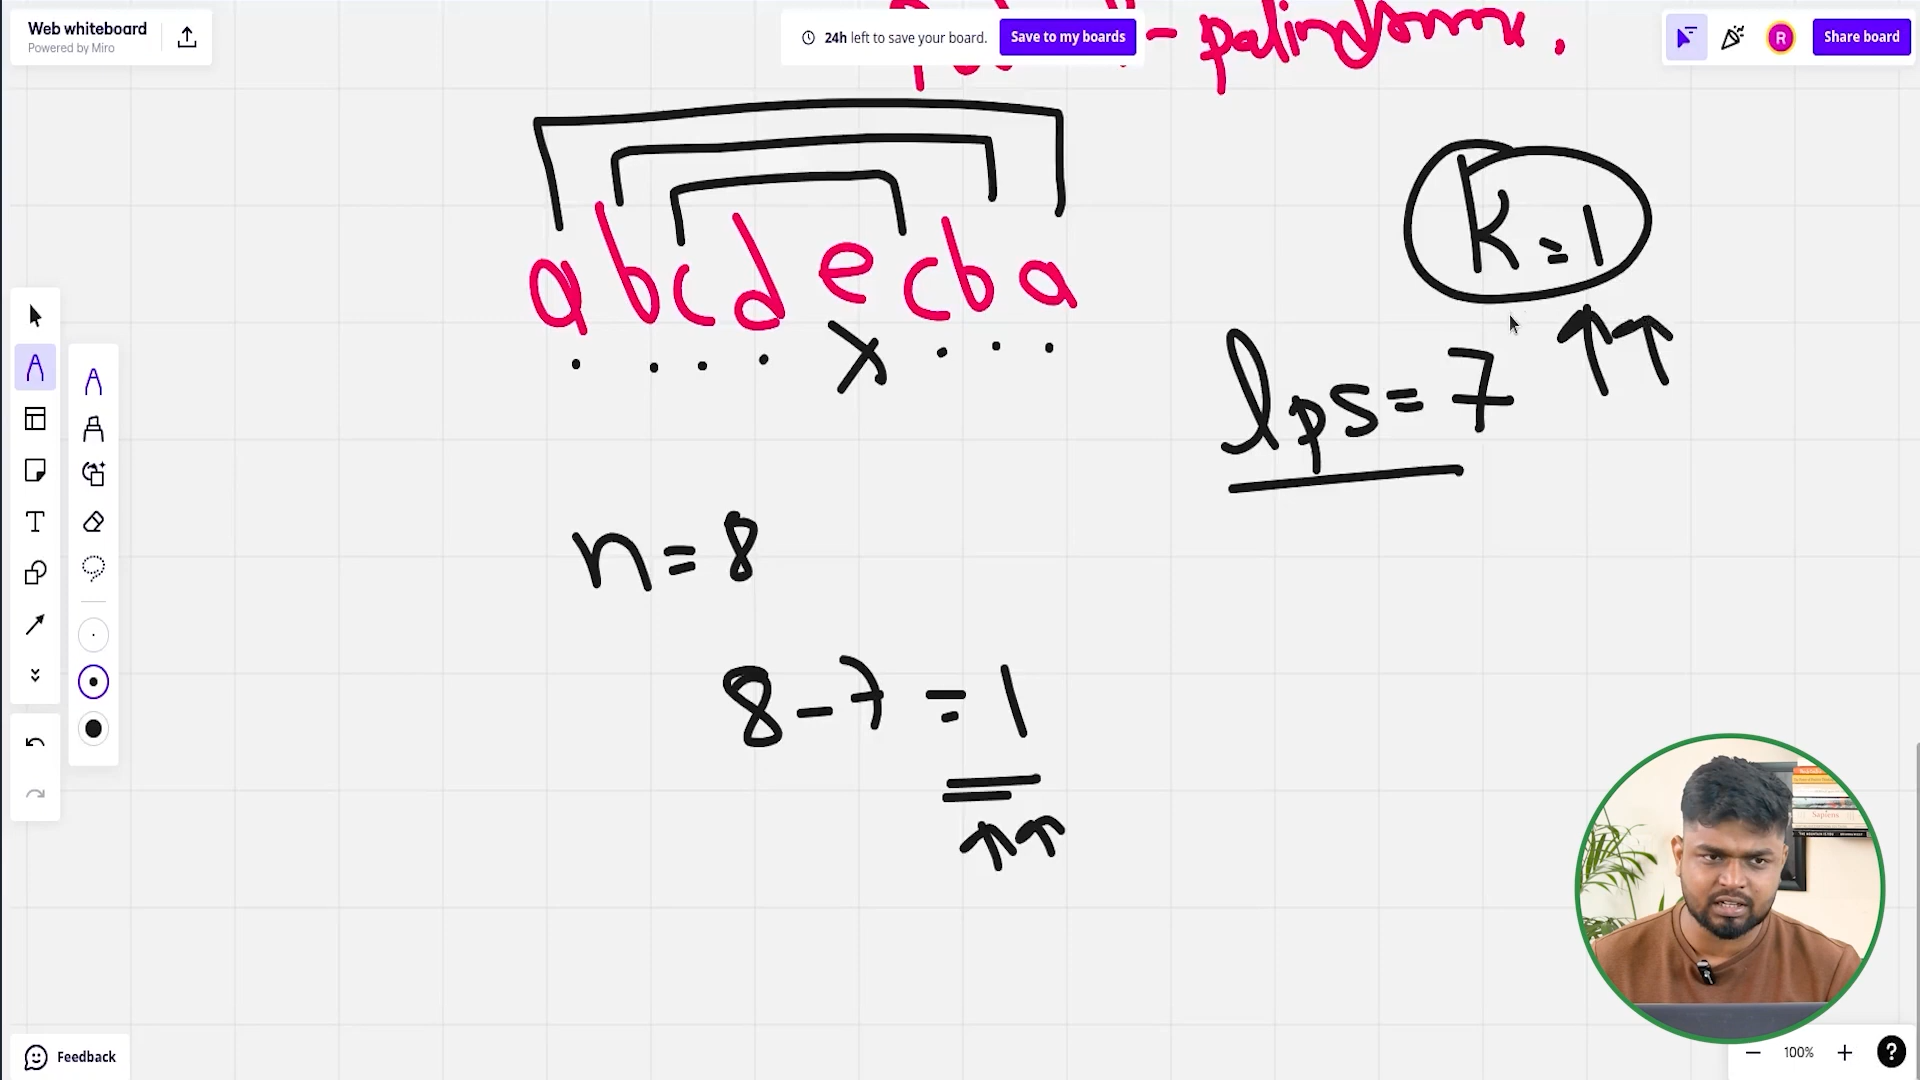 Web whiteboard
Powered by Miro
24h left to save your board.
Save to my boards
R
Share board
- palindrome.
a b c d e c b a
X
K = 1
lps = 7
n = 8
8 - 7 = 1
T
Sapiens
Feedback
100%
?